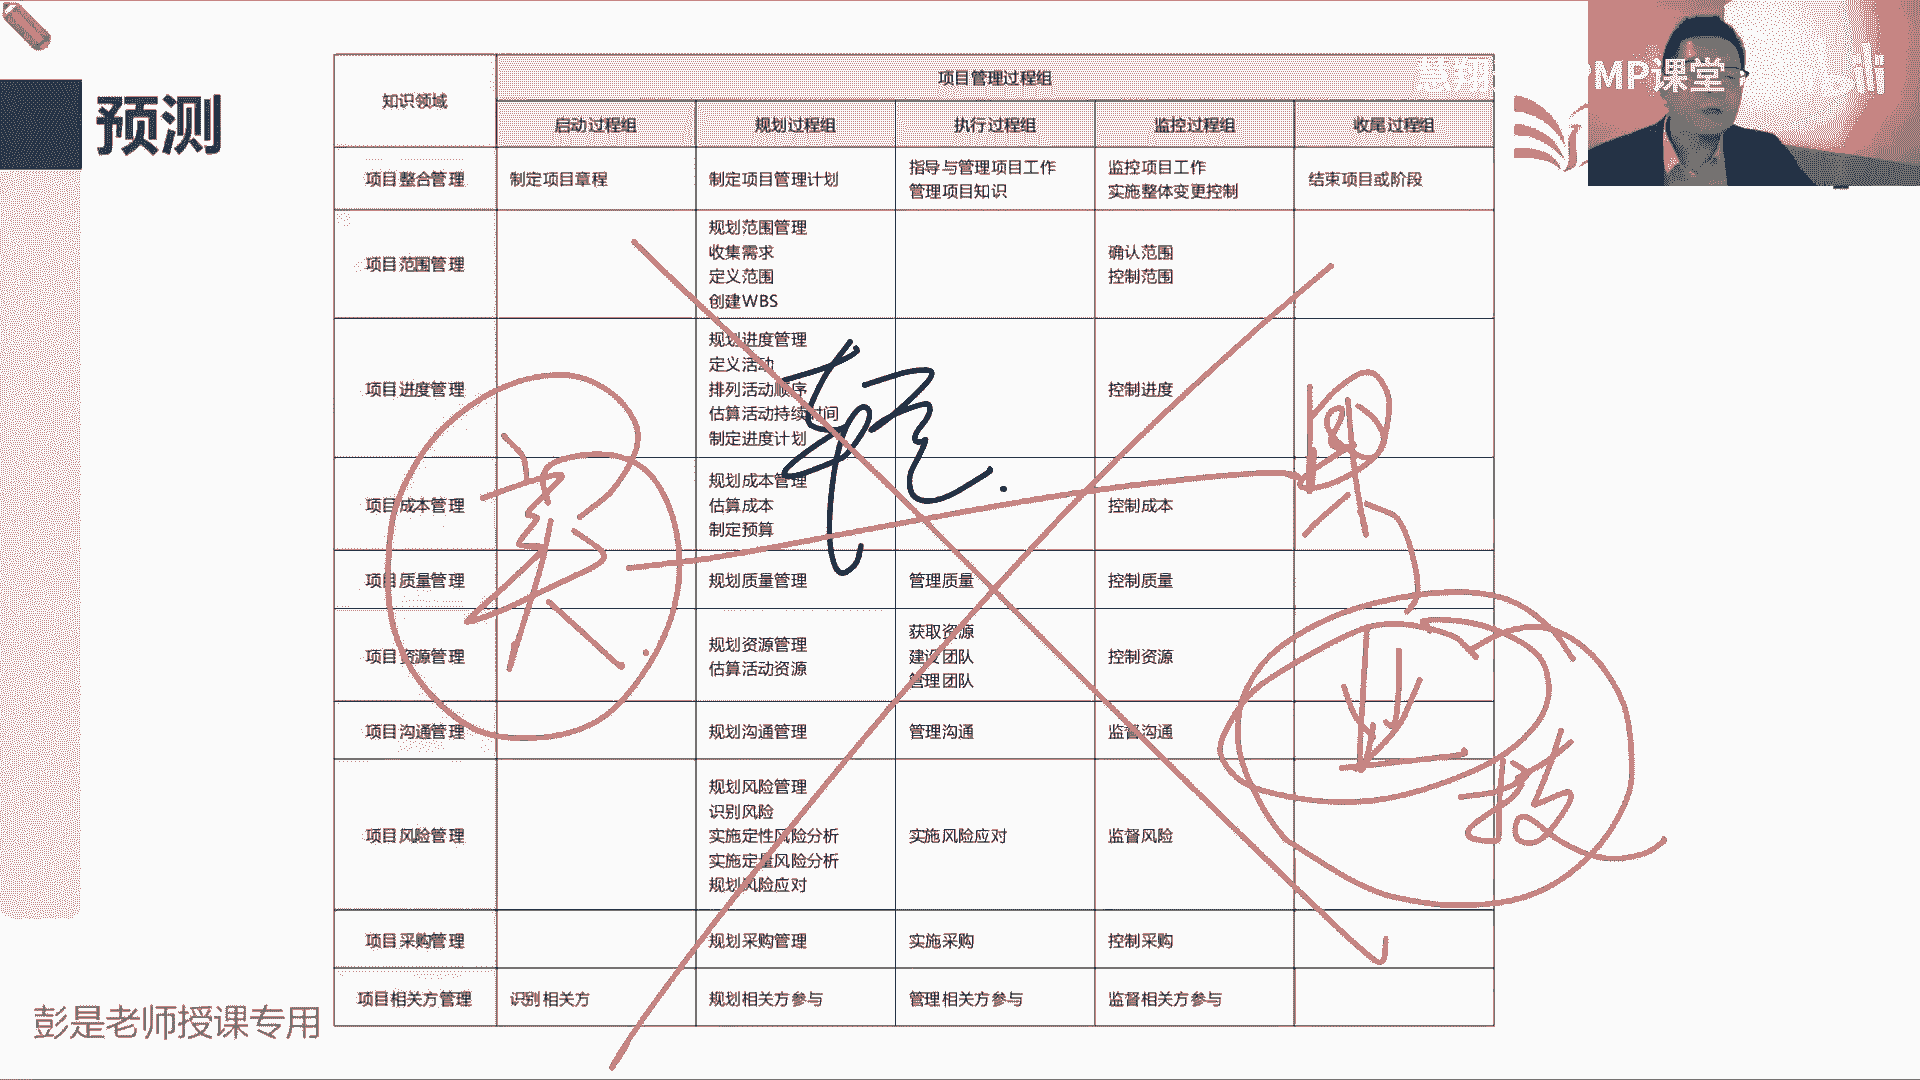 预测
PMP课堂
知识领域
项目管理过程组
启动过程组
规划过程组
执行过程组
监控过程组
收尾过程组
项目整合管理
制定项目章程
制定项目管理计划
指导与管理项目工作
管理项目知识
监控项目工作
实施整体变更控制
结束项目或阶段
项目范围管理
规划范围管理
收集需求
定义范围
创建WBS
确认范围
控制范围
项目进度管理
规划进度管理
定义活动
排列活动顺序
估算活动持续时间
制定进度计划
控制进度
项目成本管理
规划成本管理
估算成本
制定预算
控制成本
项目质量管理
规划质量管理
管理质量
控制质量
项目资源管理
规划资源管理
估算活动资源
获取资源
建设团队
管理团队
控制资源
项目沟通管理
规划沟通管理
管理沟通
监督沟通
项目风险管理
规划风险管理
识别风险
实施定性风险分析
实施定量风险分析
规划风险应对
实施风险应对
监督风险
项目采购管理
规划采购管理
实施采购
控制采购
项目相关方管理
识别相关方
规划相关方参与
管理相关方参与
监督相关方参与
业
技
彭是老师授课专用